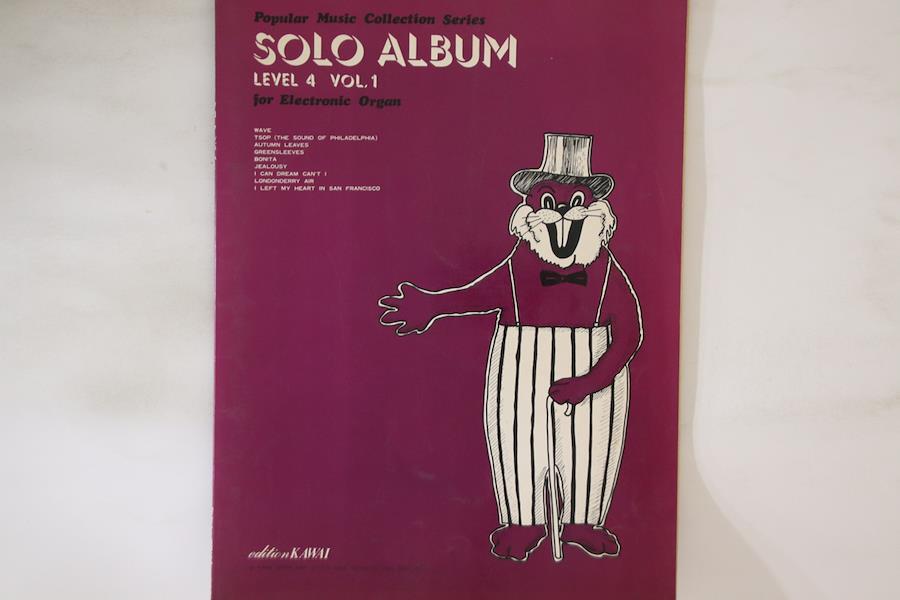 Popular Music Collection Series
SOLO ALBUM
LEVEL 4 VOL.1
for Electronic Organ
WAVE
TSOP (THE SOUND OF PHILADELPHIA)
AUTUMN LEAVES
GREENSLEEVES
BONITA
JEALOUSY
I CAN DREAM CAN'T I
LONDONDERRY AIR
I LEFT MY HEART IN SAN FRANCISCO
edition KAWAI